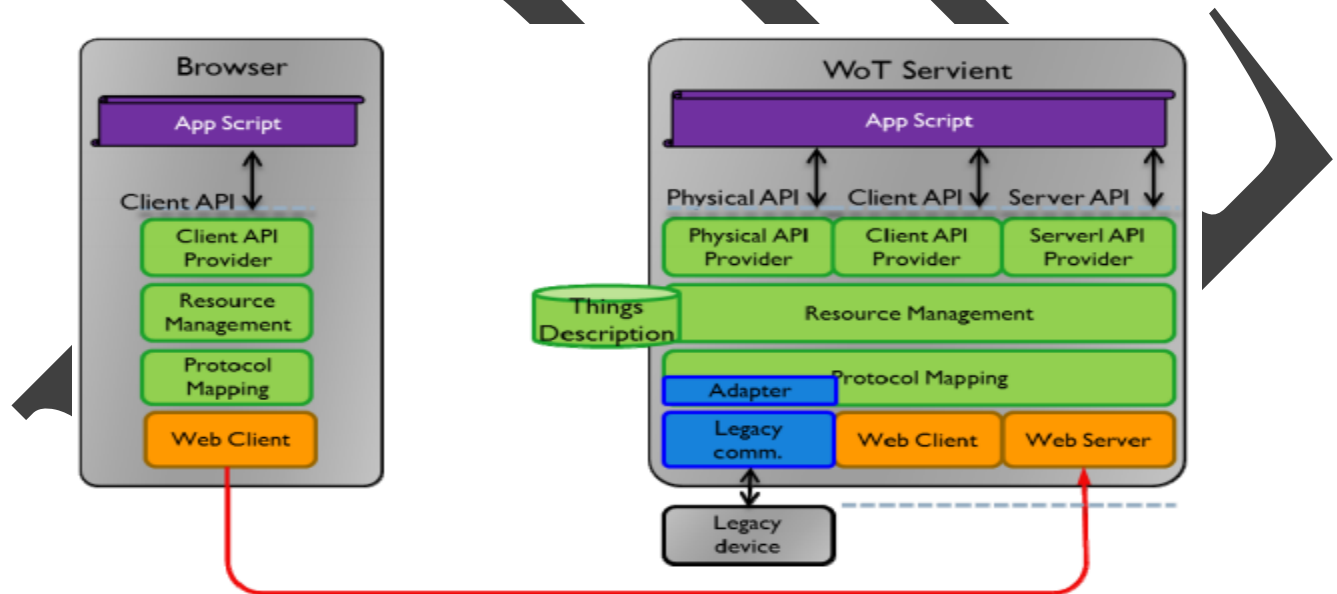 Browser
App Script
Client API
Client API
Provider
Resource
Management
Protocol
Mapping
Web Client
WoT Servient
App Script
Physical API
Client API
Server API
Physical API
Provider
Client API
Provider
Serverl API
Provider
Things
Description
Resource Management
Protocol Mapping
Adapter
Legacy
comm.
Web Client
Web Server
Legacy
device